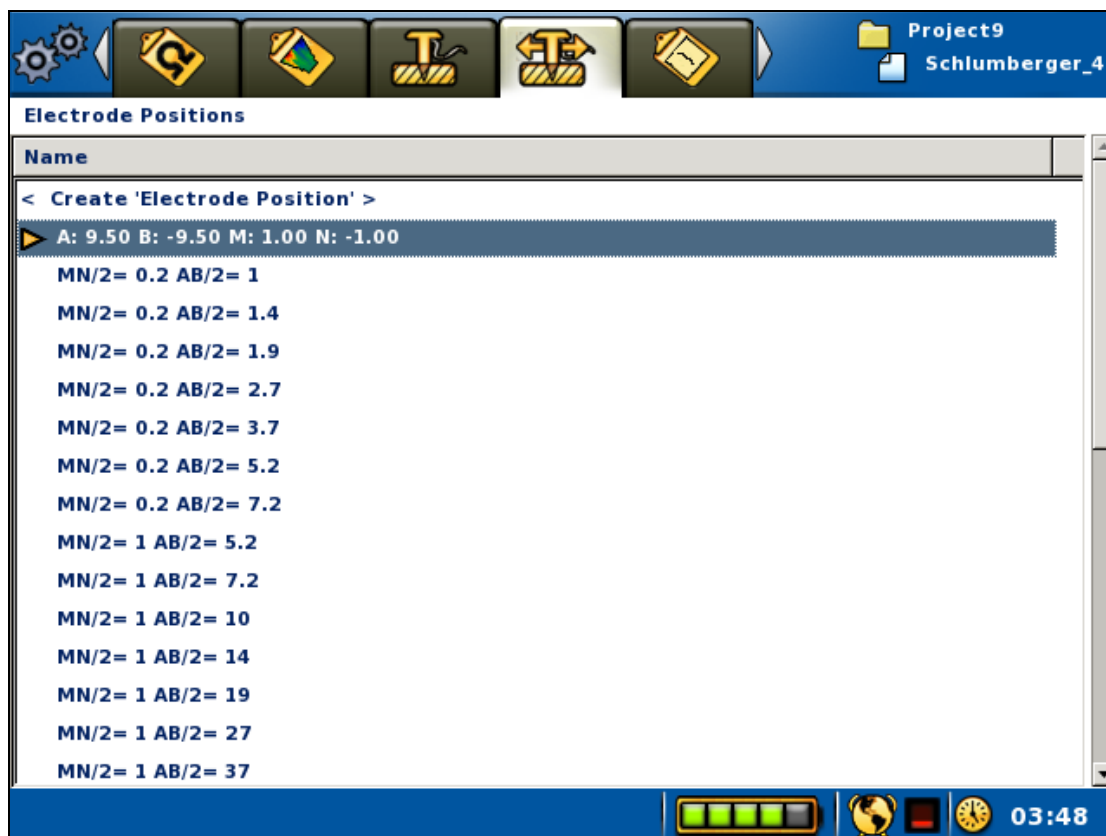 Project9
Schlumberger_4
Electrode Positions
Name
< Create 'Electrode Position' >
A: 9.50 B: -9.50 M: 1.00 N: -1.00
MN/2= 0.2 AB/2= 1
MN/2= 0.2 AB/2= 1.4
MN/2= 0.2 AB/2= 1.9
MN/2= 0.2 AB/2= 2.7
MN/2= 0.2 AB/2= 3.7
MN/2= 0.2 AB/2= 5.2
MN/2= 0.2 AB/2= 7.2
MN/2= 1 AB/2= 5.2
MN/2= 1 AB/2= 7.2
MN/2= 1 AB/2= 10
MN/2= 1 AB/2= 14
MN/2= 1 AB/2= 19
MN/2= 1 AB/2= 27
MN/2= 1 AB/2= 37
03:48